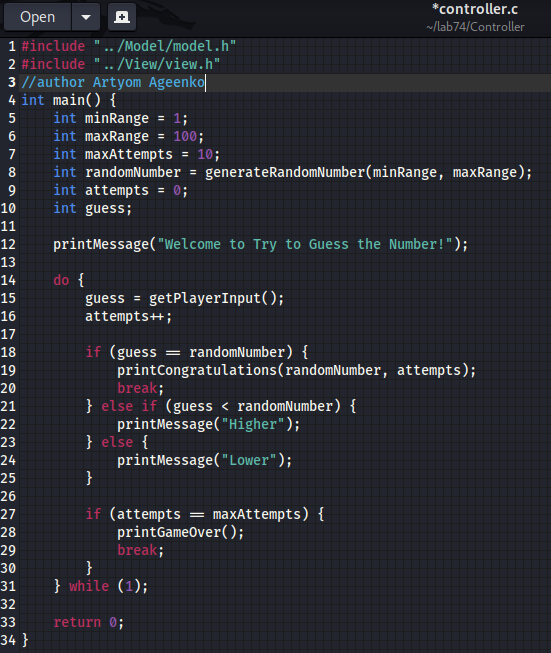 Open
*controller.c
~/lab74/Controller
1 #include "../Model/model.h"
2 #include "../View/view.h"
3 //author Artyom Ageenko
4 int main() {
5     int minRange = 1;
6     int maxRange = 100;
7     int maxAttempts = 10;
8     int randomNumber = generateRandomNumber(minRange, maxRange);
9     int attempts = 0;
10     int guess;
11
12     printMessage("Welcome to Try to Guess the Number!");
13
14     do {
15         guess = getPlayerInput();
16         attempts++;
17
18         if (guess == randomNumber) {
19             printCongratulations(randomNumber, attempts);
20             break;
21         } else if (guess < randomNumber) {
22             printMessage("Higher");
23         } else {
24             printMessage("Lower");
25         }
26
27         if (attempts == maxAttempts) {
28             printGameOver();
29             break;
30         }
31     } while (1);
32
33     return 0;
34 }